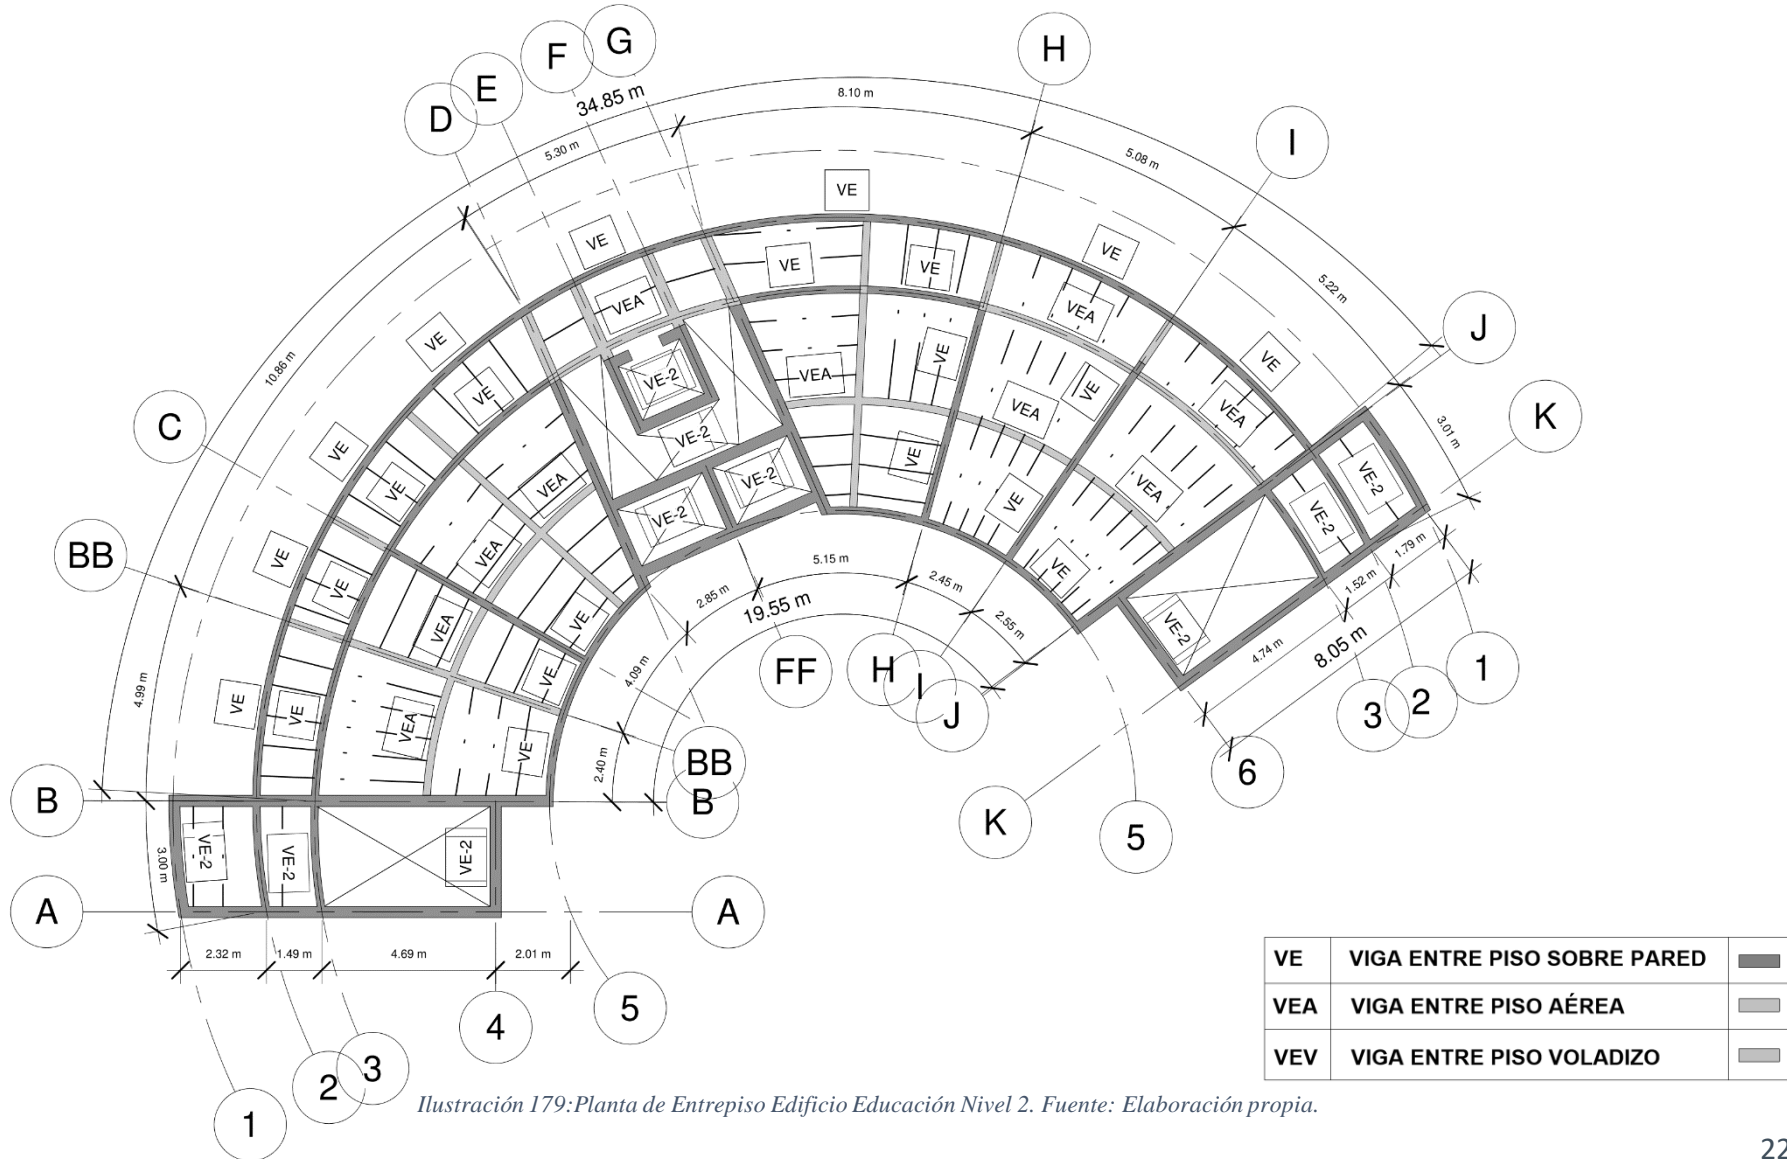 G
H
F
E
D
34.85 m
8.10 m
5.30 m
5.08 m
I
VE
VE
VE
5.22 m
J
VE
VE
VEA
VEA
VE
VE
10.86 m
VE
VE
VEA
VE
VE-2
VEA
VEA
VE
C
K
3.01 m
VE-2
VE
VE
VE
VEA
VE-2
VE-2
VEA
VE-2
VE
VE-2
BB
VE
VE
VEA
5.15 m
2.45 m
1.79 m
1.52 m
2.85 m
19.55 m
2.55 m
VE
VEA
VE
VE-2
4.74 m
8.05 m
4.09 m
FF
H
I
J
1
2
3
4.99 m
VE
VE
VEA
VE
VE
2.40 m
BB
B
B
6
K
5
3.00 m
VE-2
VE-2
VE-2
A
A
2.32 m
1.49 m
4.69 m
2.01 m
VE VIGA ENTRE PISO SOBRE PARED
VEA VIGA ENTRE PISO AÉREA
VEV VIGA ENTRE PISO VOLADIZO
5
4
3
2
1
Ilustración 179:Planta de Entrepiso Edificio Educación Nivel 2. Fuente: Elaboración propia.
22